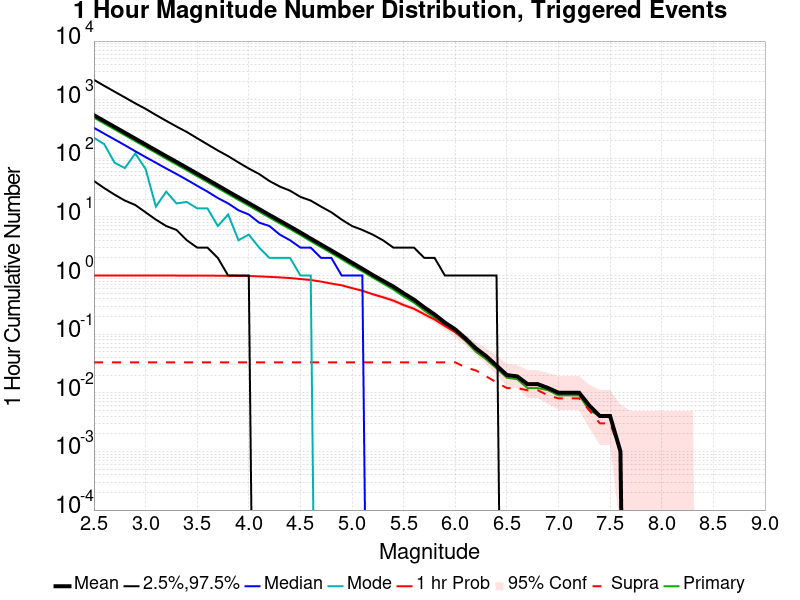 1 Hour Magnitude Number Distribution, Triggered Events
1 Hour Cumulative Number
10^4
10^3
10^2
10^1
10^0
10^-1
10^-2
10^-3
10^-4
2.5 3.0 3.5 4.0 4.5 5.0 5.5 6.0 6.5 7.0 7.5 8.0 8.5 9.0
Magnitude
Mean 2.5%,97.5% Median Mode 1 hr Prob 95% Conf Supra Primary